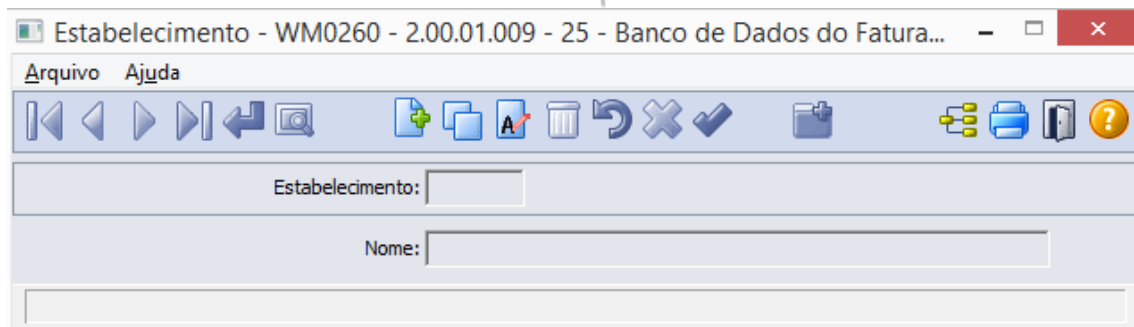 Estabelecimento - WM0260 - 2.00.01.009 - 25 - Banco de Dados do Fatura...
Arquivo Ajuda
Estabelecimento:
Nome: